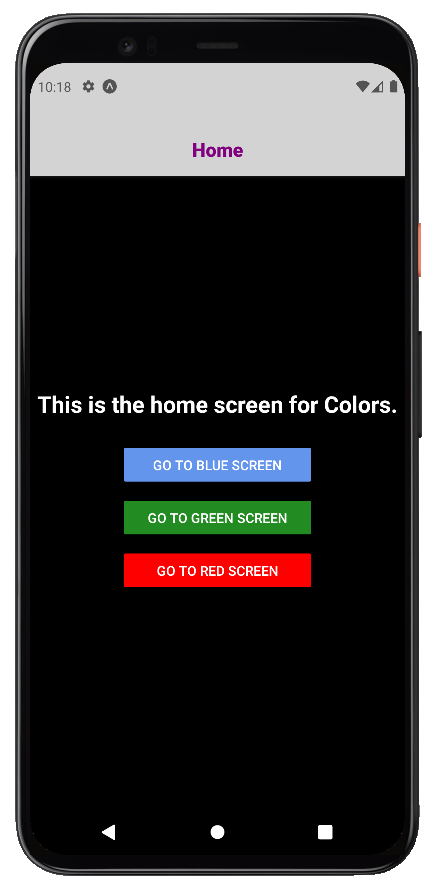 10:18
Home
This is the home screen for Colors.
GO TO BLUE SCREEN
GO TO GREEN SCREEN
GO TO RED SCREEN